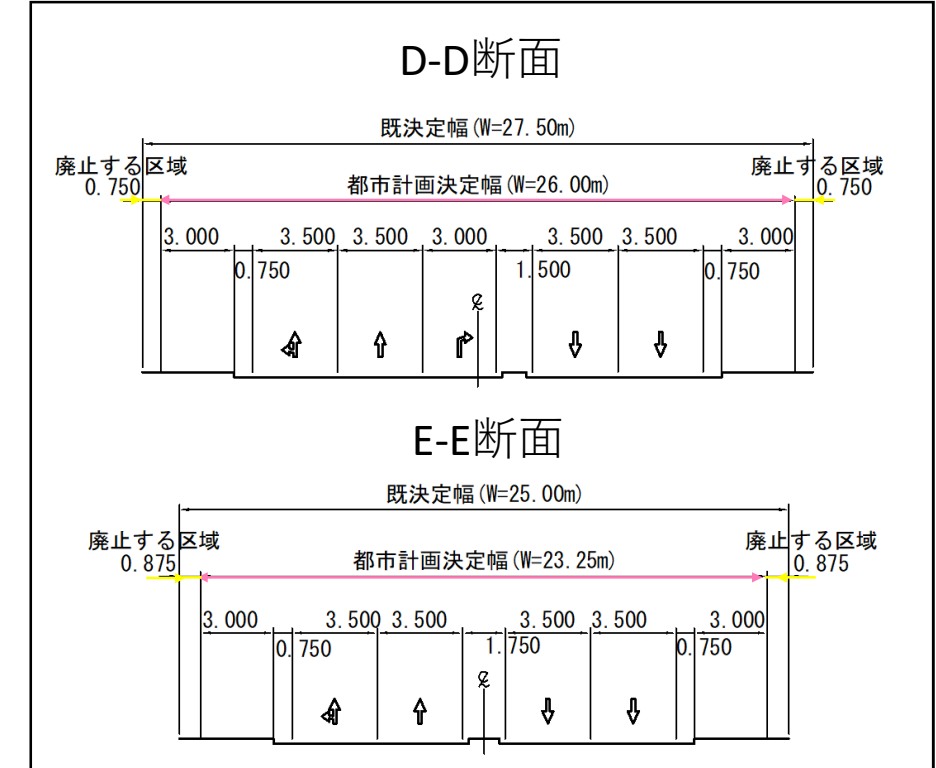 D-D断面
既決定幅(W=27.50m)
廃止する区域 廃止する区域
0.750 都市計画決定幅(W=26.00m) 0.750
3.000 3.500 3.500 3.000 3.500 3.500 3.000
0.750 1.500 0.750
℄
E-E断面
既決定幅(W=25.00m)
廃止する区域 廃止する区域
0.875 都市計画決定幅(W=23.25m) 0.875
3.000 3.500 3.500 3.500 3.500 3.000
0.750 1.750 0.750
℄